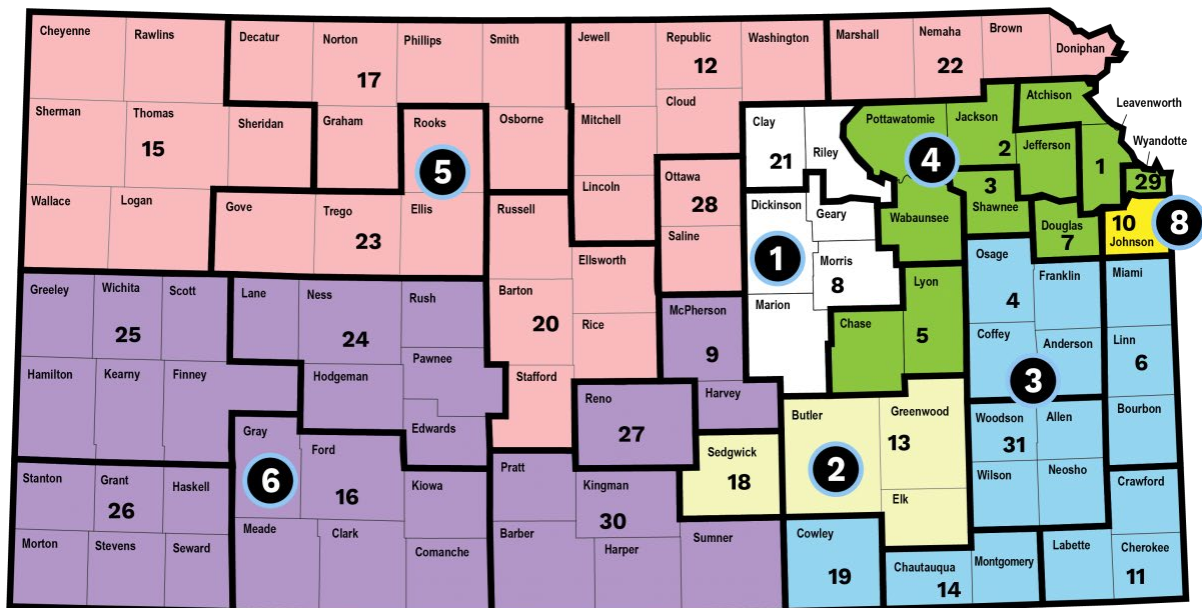 Cheyenne
Rawlins
Decatur
Norton
Phillips
Smith
Jewell
Republic
Washington
Marshall
Nemaha
Brown
Doniphan
17
12
22
Sherman
Thomas
Sheridan
Graham
Rooks
Osborne
Mitchell
Cloud
Clay
Riley
Pottawatomie
Jackson
Atchison
Leavenworth
Wyandotte
15
5
21
4
2
Jefferson
1
29
Wallace
Logan
Gove
Trego
Ellis
Russell
Lincoln
Ottawa
28
Saline
Dickinson
Geary
Wabaunsee
3
Shawnee
Douglas
7
10
Johnson
8
23
Ellsworth
1
Morris
8
Osage
Franklin
Miami
Greeley
Wichita
Scott
Lane
Ness
Rush
Barton
Rice
McPherson
Marion
Chase
Lyon
4
25
24
20
9
5
Coffey
Anderson
Linn
6
Hamilton
Kearny
Finney
Hodgeman
Pawnee
Stafford
Reno
Harvey
3
Edwards
27
Butler
Greenwood
Woodson
Allen
Bourbon
Gray
Ford
Sedgwick
13
31
6
16
18
2
Stanton
Grant
Haskell
Kiowa
Pratt
Kingman
Elk
Wilson
Neosho
Crawford
26
30
Morton
Stevens
Seward
Meade
Clark
Comanche
Barber
Harper
Sumner
Cowley
19
Chautauqua
14
Montgomery
Labette
Cherokee
11